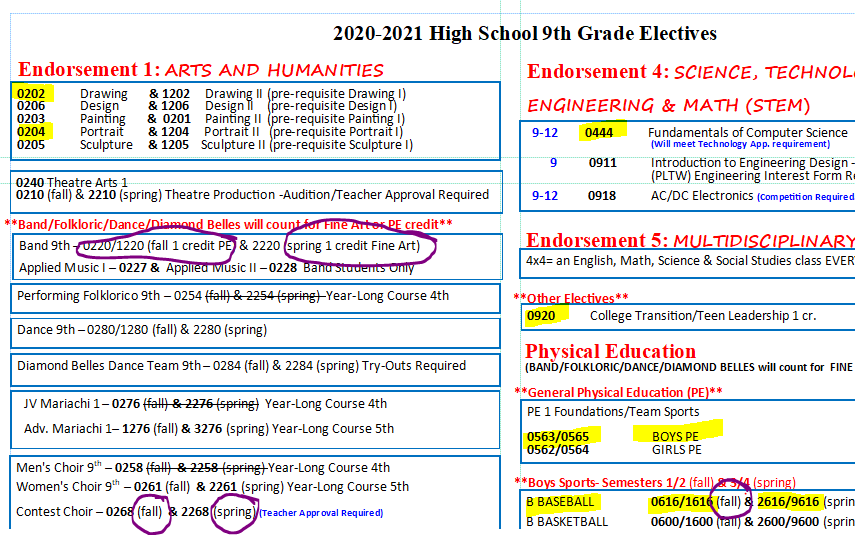 2020-2021 High School 9th Grade Electives
Endorsement 1: ARTS AND HUMANITIES
0202 Drawing & 1202 Drawing II (pre-requisite Drawing I)
0206 Design & 1206 Design II (pre-requisite Design I)
0203 Painting & 0201 Painting II (pre-requisite Painting I)
0204 Portrait & 1204 Portrait II (pre-requisite Portrait I)
0205 Sculpture & 1205 Sculpture II (pre-requisite Sculpture I)
0240 Theatre Arts 1
0210 (fall) & 2210 (spring) Theatre Production -Audition/Teacher Approval Required
**Band/Folkloric/Dance/Diamond Belles will count for Fine Art or PE credit**
Band 9th – 0220/1220 (fall 1 credit PE) & 2220 (spring 1 credit Fine Art)
Applied Music I – 0227 & Applied Music II – 0228 Band Students Only
Performing Folklorico 9th – 0254 (fall) & 2254 (spring) Year-Long Course 4th
Dance 9th – 0280/1280 (fall) & 2280 (spring)
Diamond Belles Dance Team 9th – 0284 (fall) & 2284 (spring) Try-Outs Required
JV Mariachi 1– 0276 (fall) & 2276 (spring) Year-Long Course 4th
Adv. Mariachi 1– 1276 (fall) & 3276 (spring) Year-Long Course 5th
Men's Choir 9th – 0258 (fall) & 2258 (spring) Year-Long Course 4th
Women's Choir 9th – 0261 (fall) & 2261 (spring) Year-Long Course 5th
Contest Choir – 0268 (fall) & 2268 (spring) (Teacher Approval Required)
Endorsement 4: SCIENCE, TECHNOL
ENGINEERING & MATH (STEM)
9-12 0444 Fundamentals of Computer Science
(Will meet Technology App. requirement)
9 0911 Introduction to Engineering Design -
(PLTW) Engineering Interest Form Re
9-12 0918 AC/DC Electronics (Competition Required
Endorsement 5: MULTIDISCIPLINARY
4x4= an English, Math, Science & Social Studies class EVER
**Other Electives**
0920 College Transition/Teen Leadership 1 cr.
Physical Education
(BAND/FOLKLORIC/DANCE/DIAMOND BELLES will count for FINE
**General Physical Education (PE)**
PE 1 Foundations/Team Sports
0563/0565 BOYS PE
0562/0564 GIRLS PE
**Boys Sports- Semesters 1/2 (fall) & 3/4 (spring)
B BASEBALL 0616/1616 (fall) & 2616/9616 (sprin
B BASKETBALL 0600/1600 (fall) & 2600/9600 (sprin